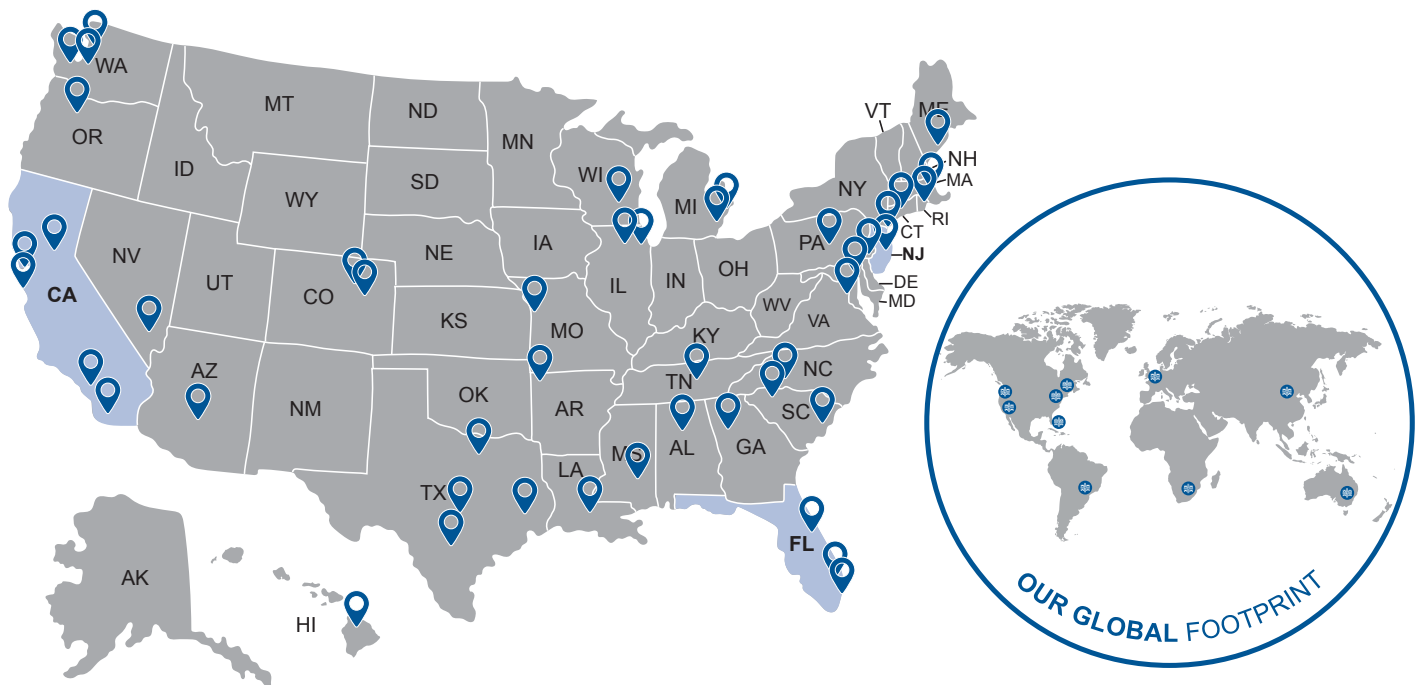 WA
MT
ND
MN
VT
ME
OR
ID
SD
WI
NH
WY
MI
NY
MA
RI
CT
NV
NE
IA
PA
NJ
UT
CO
IL
IN
OH
DE
MD
CA
KS
MO
WV
VA
KY
AZ
NM
OK
AR
TN
NC
SC
TX
LA
MS
AL
GA
FL
AK
HI
OUR GLOBAL FOOTPRINT